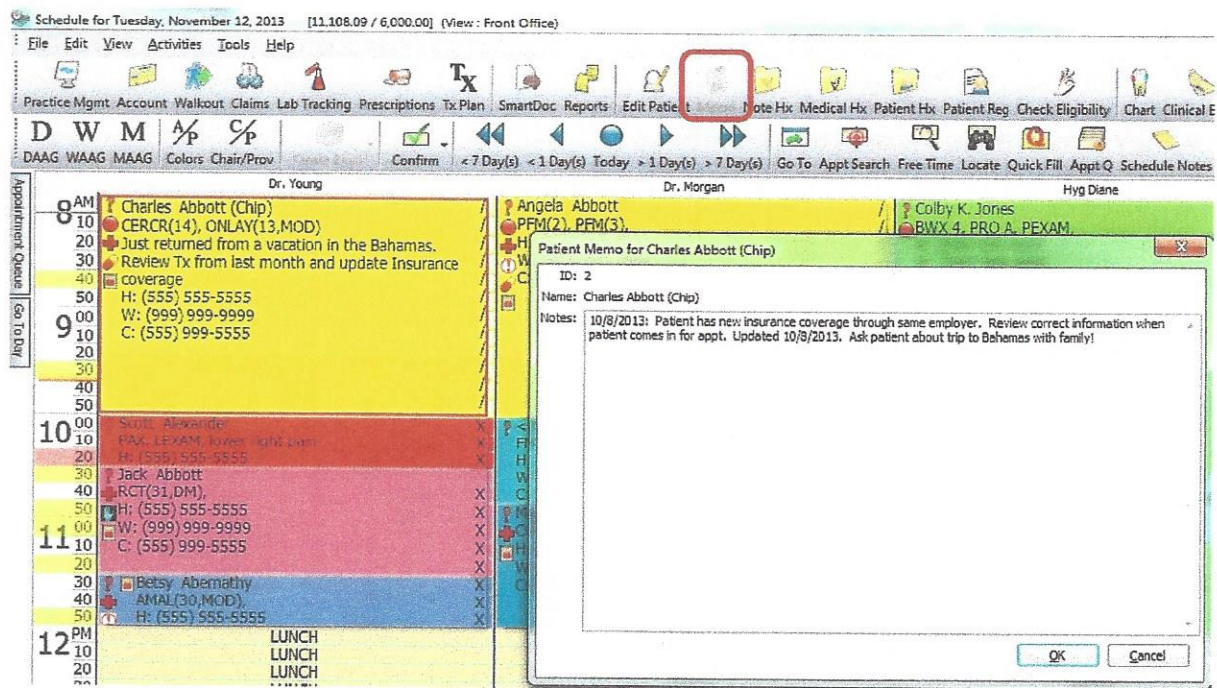 Schedule for Tuesday, November 12, 2013 [11,108.09 / 6,000.00] (View : Front Office)
File Edit View Activities Tools Help
Practice Mgmt Account Walkout Claims Lab Tracking Prescriptions Tx Plan SmartDoc Reports Edit Patient Note Hx Medical Hx Patient Hx Patient Reg Check Eligibility Chart Clinical E
D W M A/P C/P
DAAG WAAG MAAG Colors Chair/Prov Confirm < 7 Day(s) < 1 Day(s) Today > 1 Day(s) > 7 Day(s) Go To Appt Search Free Time Locate Quick Fill Appt Q Schedule Notes
Appointment Queue
Go To Day
Dr. Young Dr. Morgan Hyg Diane
8 AM
10
20
30
40
50
9 00
10
20
30
40
50
10 00
10
20
30
40
50
11 00
10
20
30
40
50
12 PM
10
20
Charles Abbott (Chip)
CERCR(14), ONLAY(13,MOD)
Just returned from a vacation in the Bahamas.
Review Tx from last month and update Insurance
coverage
H: (555) 555-5555
W: (999) 999-9999
C: (555) 999-5555
Scott Alexander X
PAX, LEXAM, lower right pain X
H: (555) 555-5555 X
Jack Abbott
RCT(31,DM), X
H: (555) 555-5555 X
W: (999) 999-9999 X
C: (555) 999-5555 X
X
Betsy Abernathy X
AMAL(30,MOD), X
H: (555) 555-5555 X
LUNCH
LUNCH
LUNCH
Angela Abbott
PFM(2), PFM(3),
H
W
C
Colby K. Jones
BWX 4, PRO A, PEXAM,
Patient Memo for Charles Abbott (Chip)
ID: 2
Name: Charles Abbott (Chip)
Notes: 10/8/2013: Patient has new insurance coverage through same employer. Review correct information when
patient comes in for appt. Updated 10/8/2013. Ask patient about trip to Bahamas with family!
OK Cancel